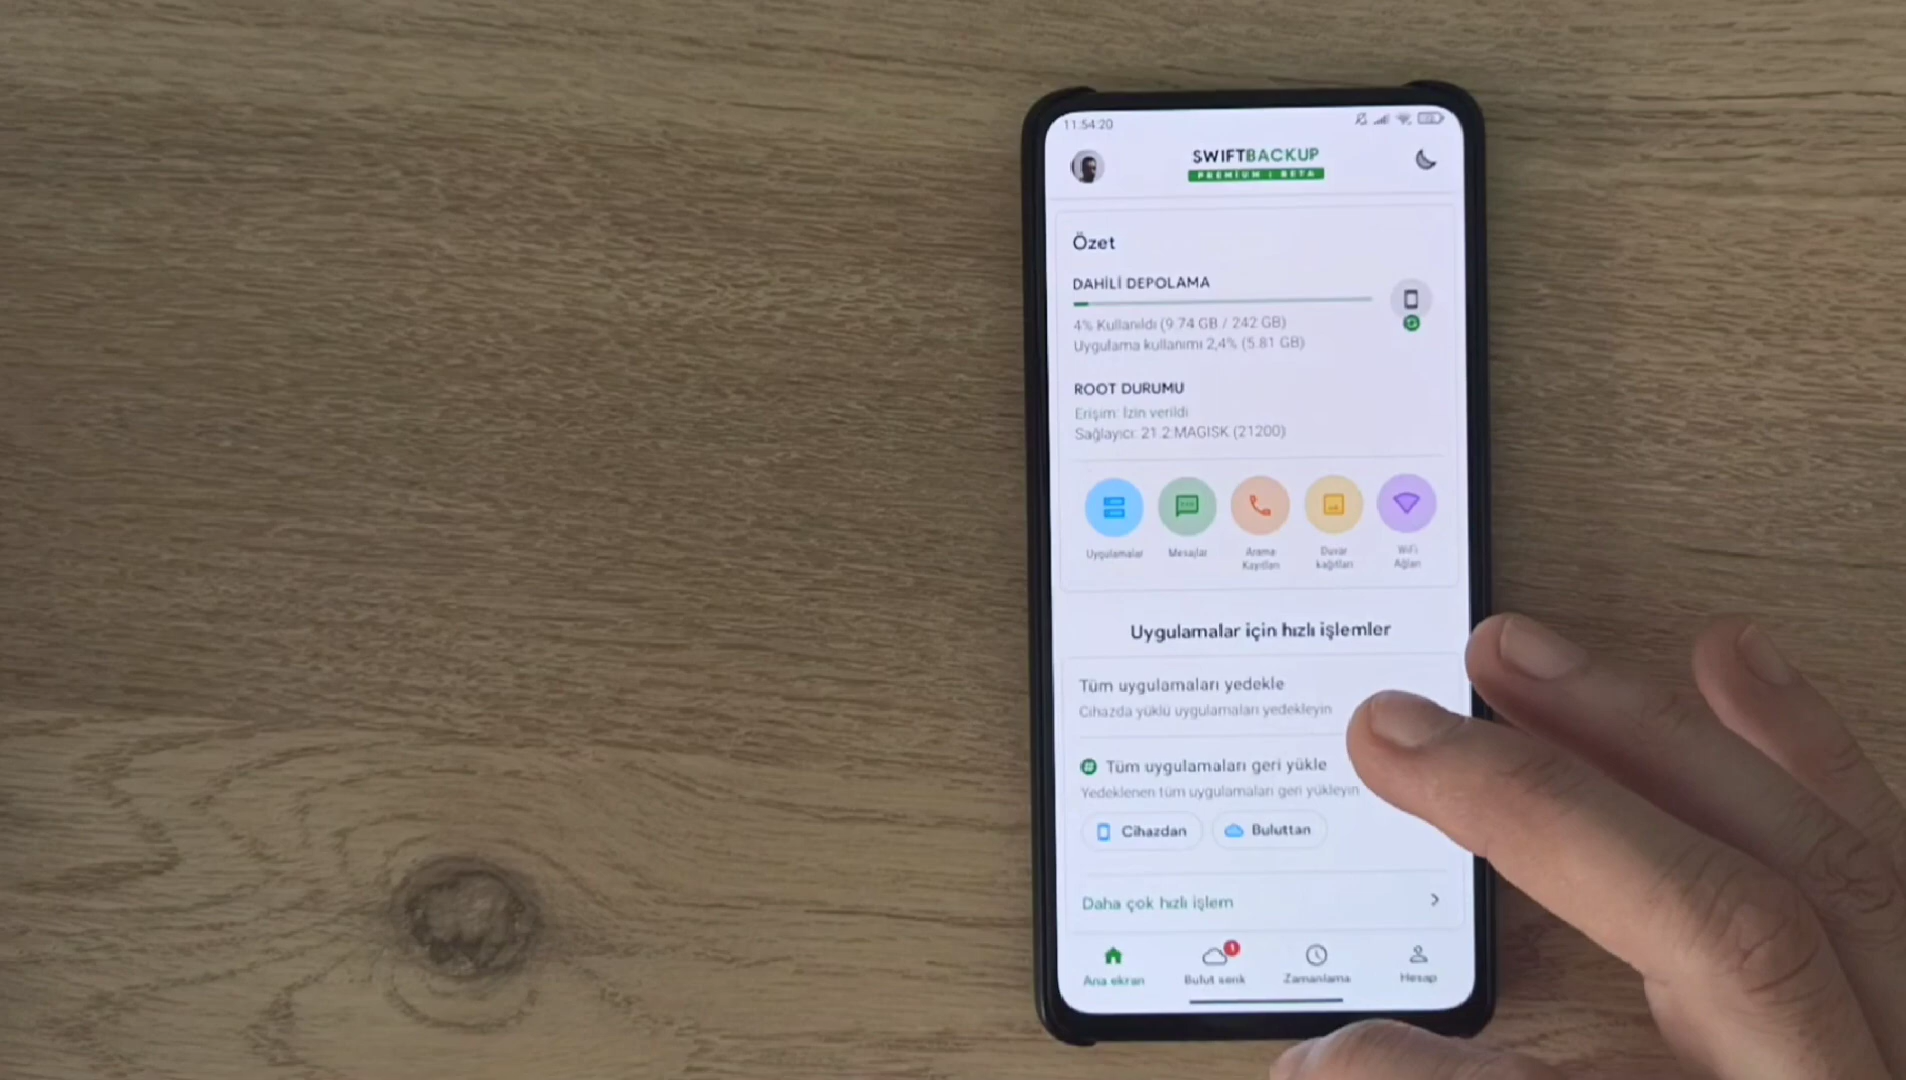 11:54:20
SWIFTBACKUP
PREMIUM | BETA
Özet
DAHİLİ DEPOLAMA
4% Kullanıldı (9.74 GB / 242 GB)
Uygulama kullanımı 2,4% (5.81 GB)
ROOT DURUMU
Erişim: İzin verildi
Sağlayıcı: 21.2:MAGISK (21200)
Uygulamalar
Mesajlar
Arama
Kayıtları
Duvar
kağıtları
WiFi
Ağları
Uygulamalar için hızlı işlemler
Tüm uygulamaları yedekle
Cihazda yüklü uygulamaları yedekleyin
Tüm uygulamaları geri yükle
Yedeklenen tüm uygulamaları geri yükleyin
Cihazdan
Buluttan
Daha çok hızlı işlem
Ana ekran
Bulut senk
Zamanlama
Hesap